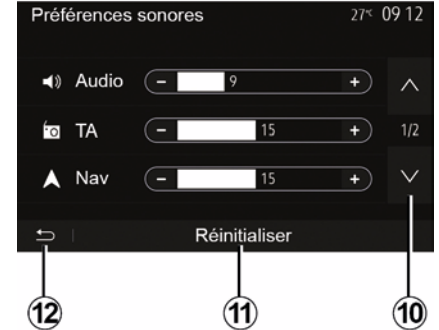 Préférences sonores 27°C 09 12
Audio - 9 +
TA - 15 + 1/2
Nav - 15 +
Réinitialiser
12 11 10